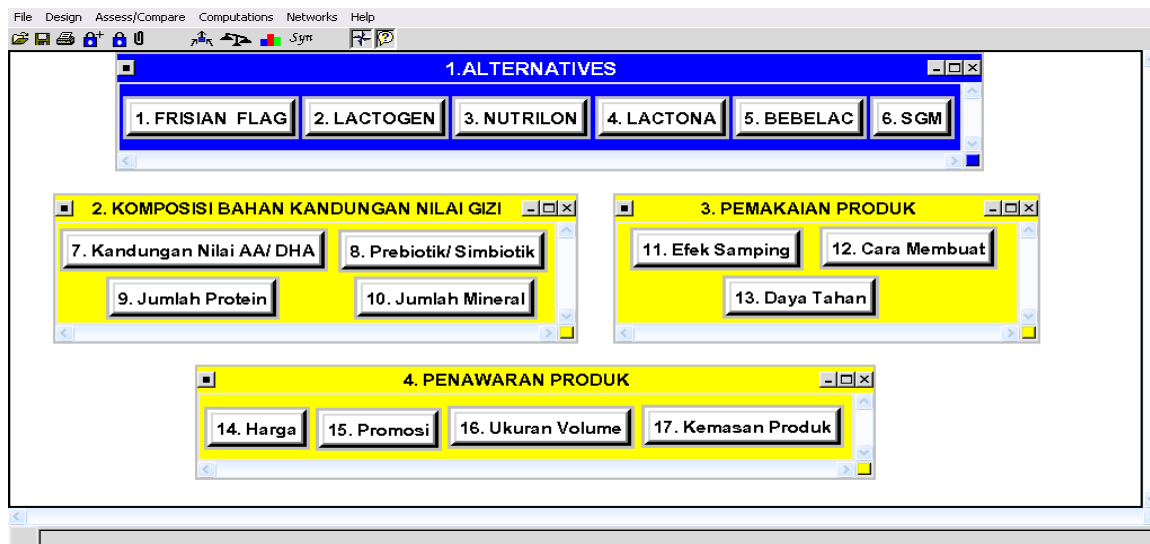 File Design Assess/Compare Computations Networks Help
Syn
1.ALTERNATIVES
1. FRISIAN FLAG 2. LACTOGEN 3. NUTRILON 4. LACTONA 5. BEBELAC 6. SGM
2. KOMPOSISI BAHAN KANDUNGAN NILAI GIZI
7. Kandungan Nilai AA/ DHA 8. Prebiotik/ Simbiotik
9. Jumlah Protein 10. Jumlah Mineral
3. PEMAKAIAN PRODUK
11. Efek Samping 12. Cara Membuat
13. Daya Tahan
4. PENAWARAN PRODUK
14. Harga 15. Promosi 16. Ukuran Volume 17. Kemasan Produk